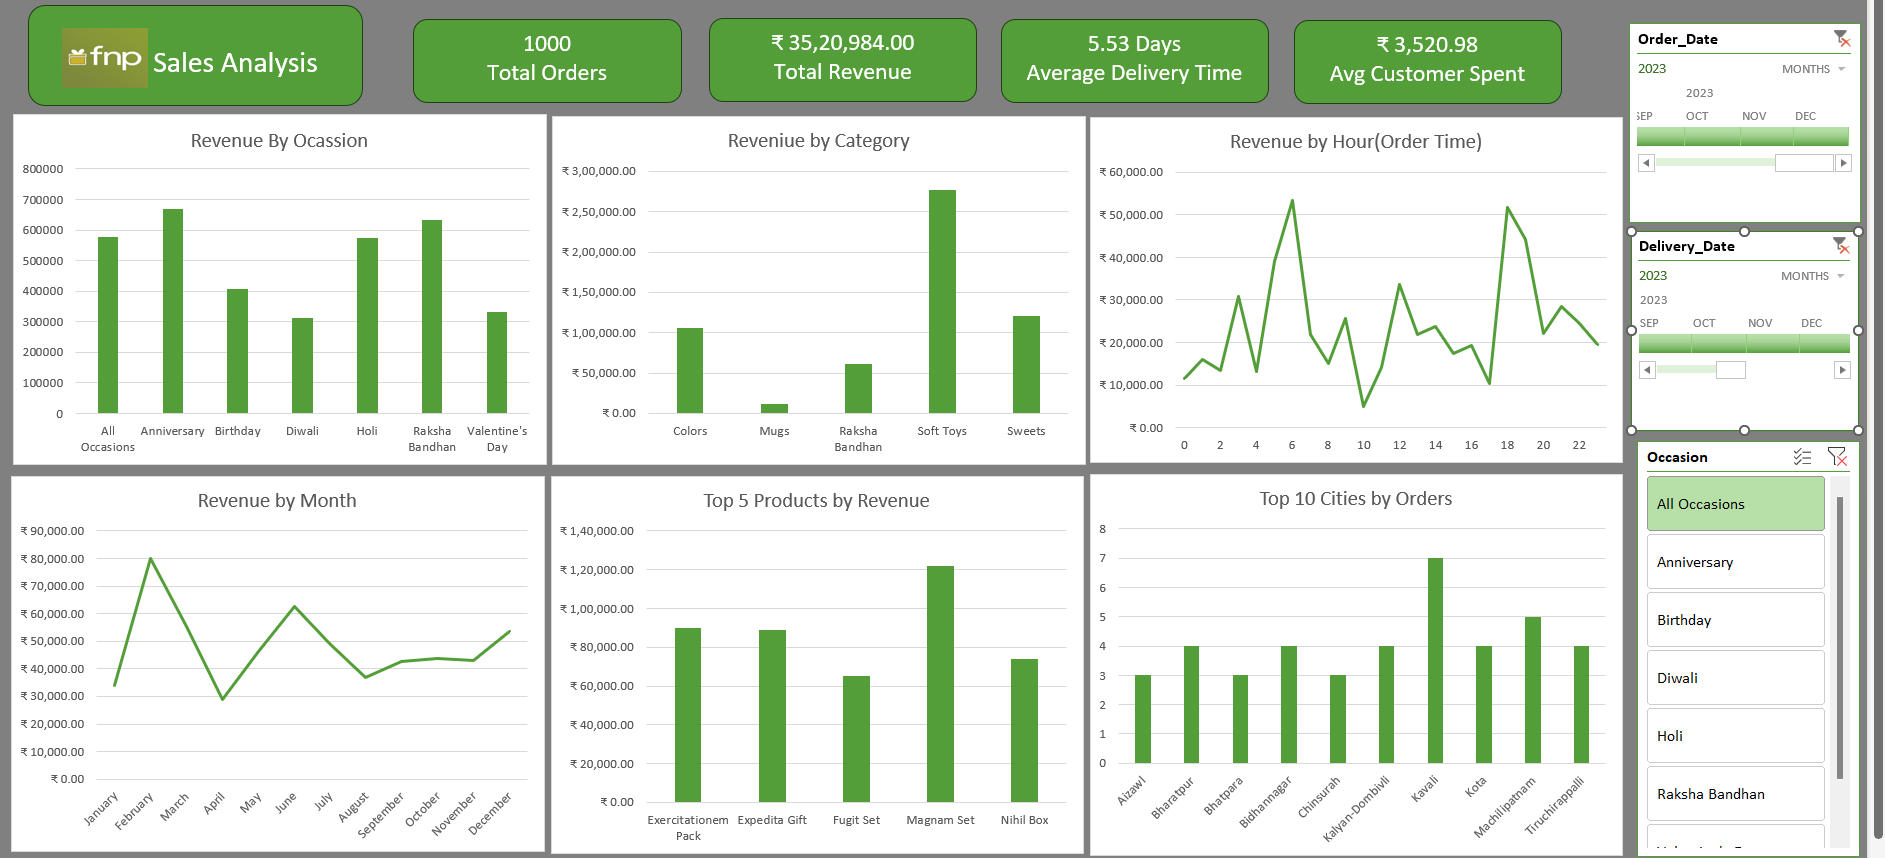 fnp Sales Analysis
1000
Total Orders
₹ 35,20,984.00
Total Revenue
5.53 Days
Average Delivery Time
₹ 3,520.98
Avg Customer Spent
Revenue By Ocassion
800000
700000
600000
500000
400000
300000
200000
100000
0
All Occasions
Anniversary
Birthday
Diwali
Holi
Raksha Bandhan
Valentine's Day
Reveniue by Category
₹ 3,00,000.00
₹ 2,50,000.00
₹ 2,00,000.00
₹ 1,50,000.00
₹ 1,00,000.00
₹ 50,000.00
₹ 0.00
Colors
Mugs
Raksha Bandhan
Soft Toys
Sweets
Revenue by Hour(Order Time)
₹ 60,000.00
₹ 50,000.00
₹ 40,000.00
₹ 30,000.00
₹ 20,000.00
₹ 10,000.00
₹ 0.00
0 2 4 6 8 10 12 14 16 18 20 22
Revenue by Month
₹ 90,000.00
₹ 80,000.00
₹ 70,000.00
₹ 60,000.00
₹ 50,000.00
₹ 40,000.00
₹ 30,000.00
₹ 20,000.00
₹ 10,000.00
₹ 0.00
January
February
March
April
May
June
July
August
September
October
November
December
Top 5 Products by Revenue
₹ 1,40,000.00
₹ 1,20,000.00
₹ 1,00,000.00
₹ 80,000.00
₹ 60,000.00
₹ 40,000.00
₹ 20,000.00
₹ 0.00
Exercitationem Pack
Expedita Gift
Fugit Set
Magnam Set
Nihil Box
Top 10 Cities by Orders
8
7
6
5
4
3
2
1
0
Aizawl
Bharatpur
Bhatpara
Bidhannagar
Chinsurah
Kalyan-Dombivli
Kavali
Kota
Machilipatnam
Tiruchirappalli
Order_Date
2023 MONTHS
2023
SEP OCT NOV DEC
Delivery_Date
2023 MONTHS
2023
SEP OCT NOV DEC
Occasion
All Occasions
Anniversary
Birthday
Diwali
Holi
Raksha Bandhan